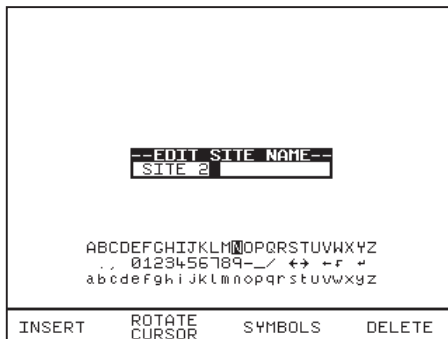 --EDIT SITE NAME--
SITE 2
ABCDEFGHIJKLMNOPQRSTUVWXYZ
., 0123456789-_/ ←→ ←r ↵
abcdefghijklmnopqrstuvwxyz
INSERT ROTATE CURSOR SYMBOLS DELETE